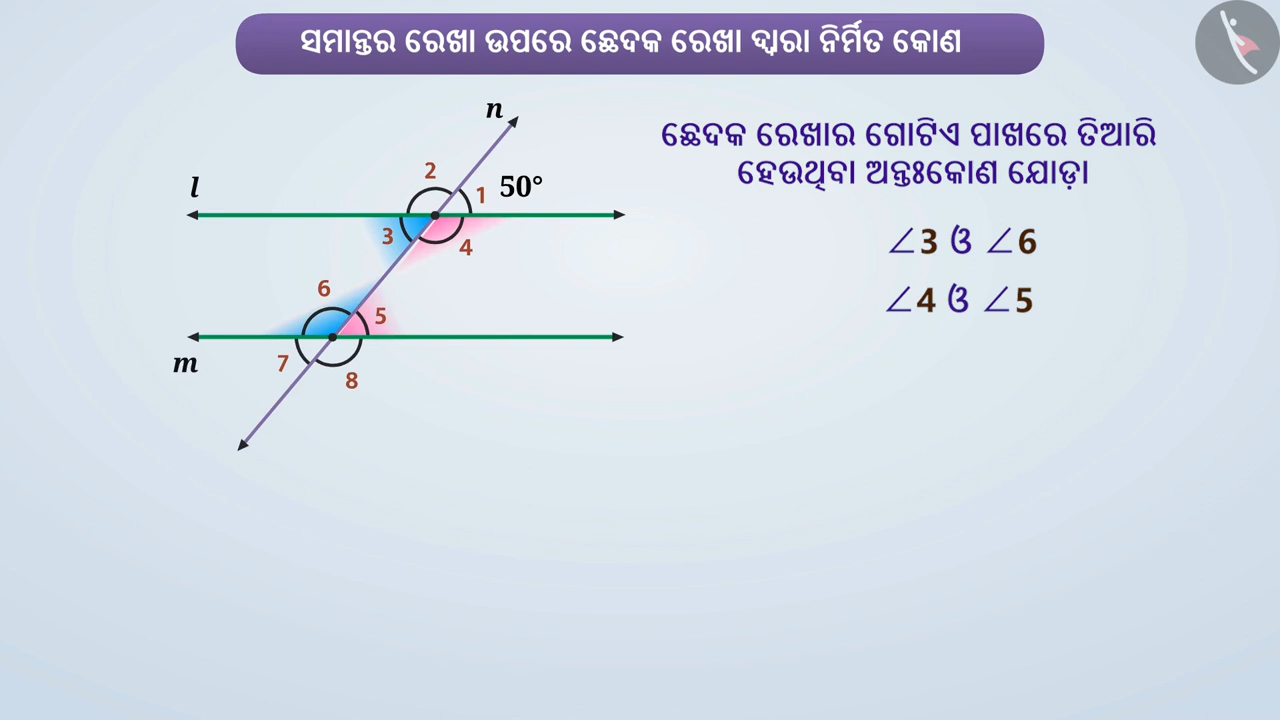 ସମାନ୍ତର ରେଖା ଉପରେ ଛେଦକ ରେଖା ଦ୍ୱାରା ନିର୍ମିତ କୋଣ
n
2
1 50°
l
3
4
ଛେଦକ ରେଖାର ଗୋଟିଏ ପାଖରେ ତିଆରି
ହେଉଥିବା ଅନ୍ତଃକୋଣ ଯୋଡ଼ା
∠3 ଓ ∠6
∠4 ଓ ∠5
6
5
7
m
8